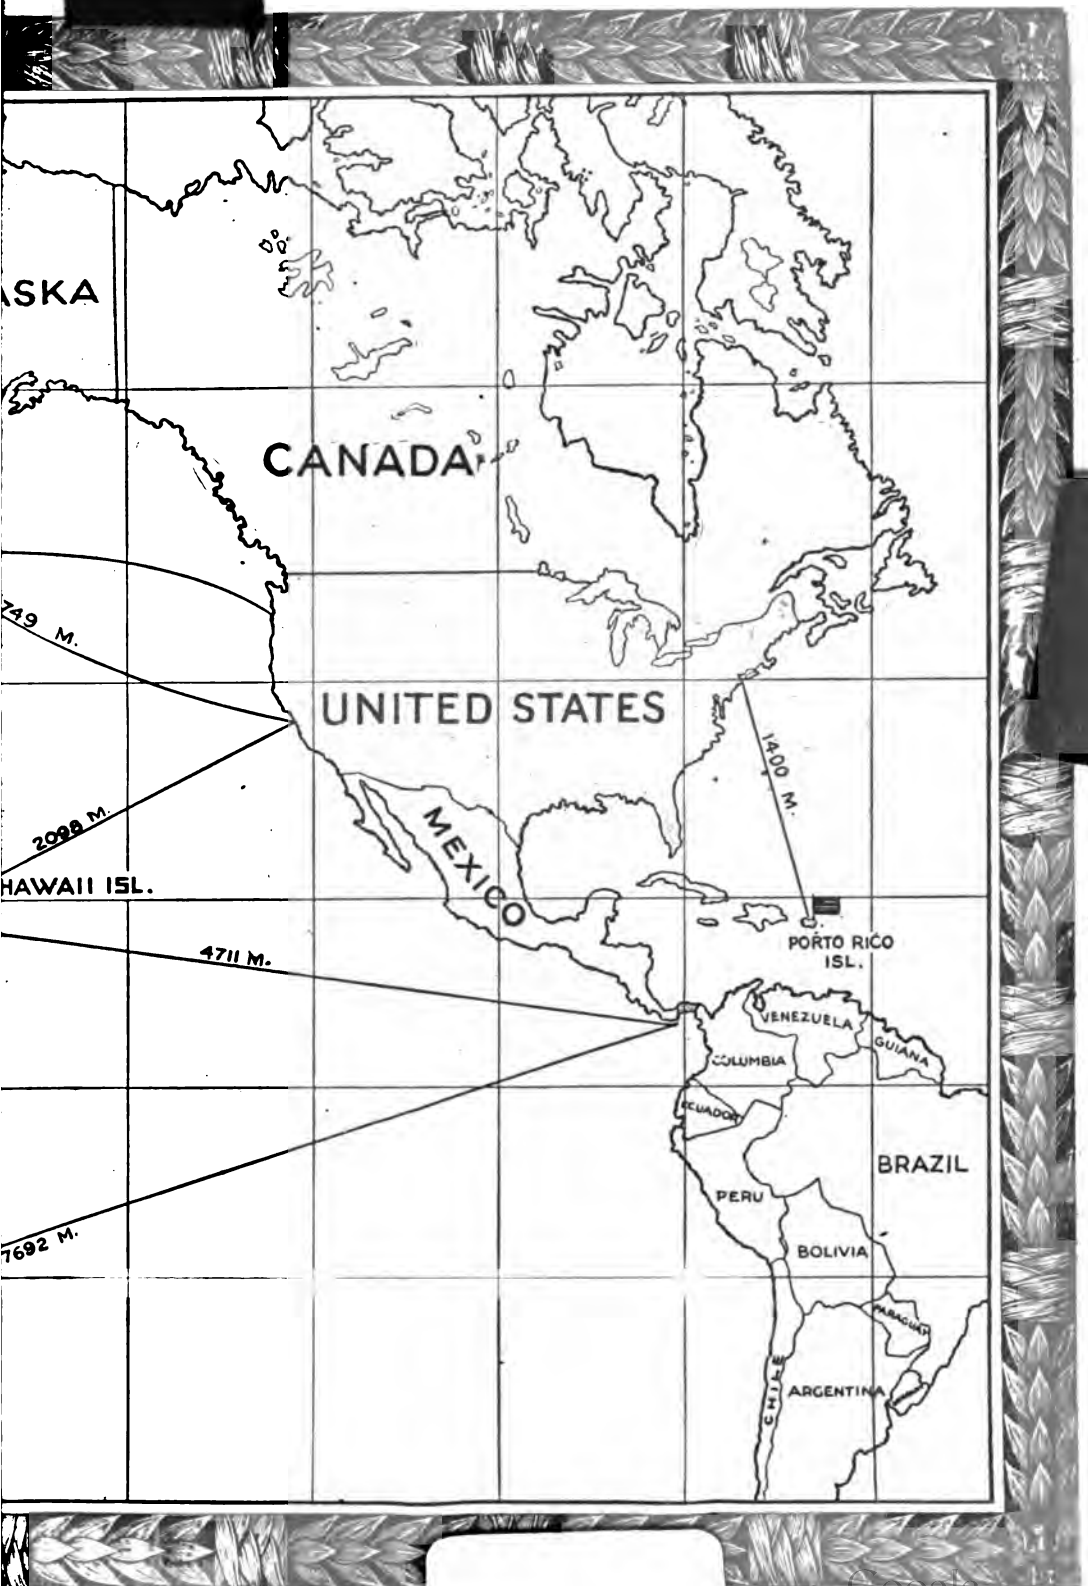 ASKA
CANADA
749 M.
UNITED STATES
1400 M.
MEXICO
2098 M.
HAWAII ISL.
PORTO RICO
ISL.
4711 M.
VENEZUELA
GUIANA
COLUMBIA
ECUADOR
BRAZIL
PERU
7692 M.
BOLIVIA
PARAGUAY
CHILE
ARGENTINA